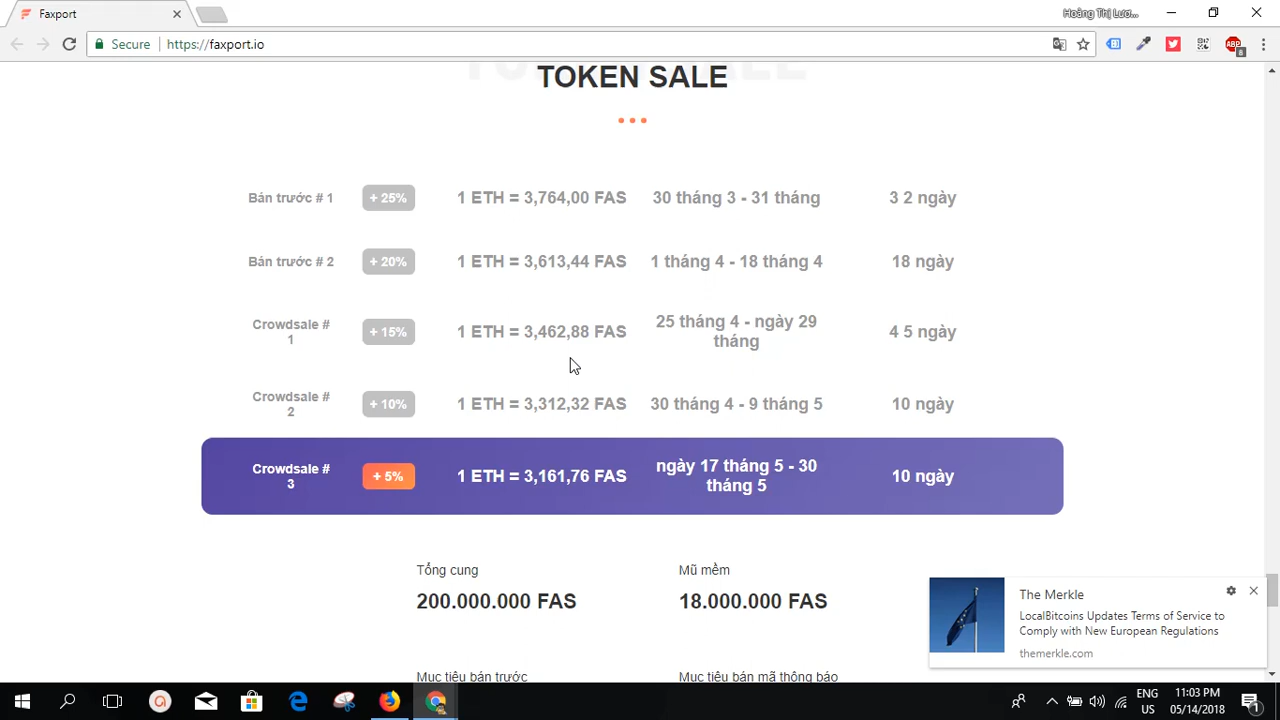 Faxport
Hoàng Thị Lươ...
Secure https://faxport.io
TOKEN SALE
Bán trước # 1 + 25% 1 ETH = 3,764,00 FAS 30 tháng 3 - 31 tháng 3 2 ngày
Bán trước # 2 + 20% 1 ETH = 3,613,44 FAS 1 tháng 4 - 18 tháng 4 18 ngày
Crowdsale #
1
+ 15% 1 ETH = 3,462,88 FAS
25 tháng 4 - ngày 29
tháng
4 5 ngày
Crowdsale #
2
+ 10% 1 ETH = 3,312,32 FAS 30 tháng 4 - 9 tháng 5 10 ngày
Crowdsale #
3
+ 5% 1 ETH = 3,161,76 FAS
ngày 17 tháng 5 - 30
tháng 5
10 ngày
Tổng cung
200.000.000 FAS
Mũ mềm
18.000.000 FAS
Mục tiêu bán trước
Mục tiêu bán mã thông báo
The Merkle
LocalBitcoins Updates Terms of Service to
Comply with New European Regulations
themerkle.com
ABP
8
ENG
US
11:03 PM
05/14/2018
1